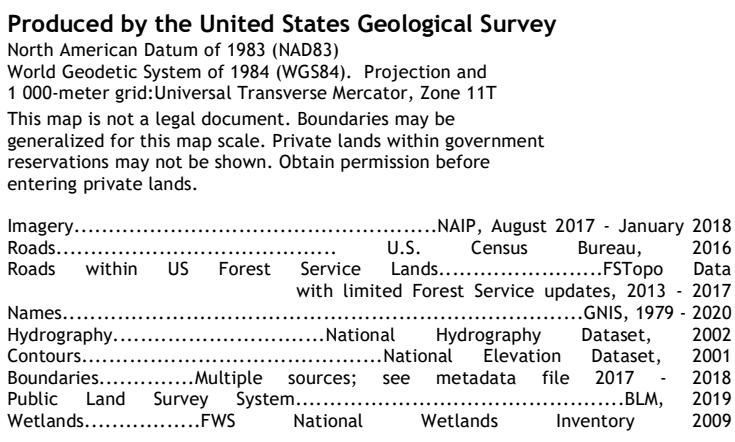 Produced by the United States Geological Survey
North American Datum of 1983 (NAD83)
World Geodetic System of 1984 (WGS84).  Projection and
1 000-meter grid:Universal Transverse Mercator, Zone 11T
This map is not a legal document. Boundaries may be
generalized for this map scale. Private lands within government
reservations may not be shown. Obtain permission before
entering private lands.
Imagery.....................................................NAIP, August 2017 - January 2018
Roads......................................... U.S. Census Bureau, 2016
Roads within US Forest Service Lands........................FSTopo Data
with limited Forest Service updates, 2013 - 2017
Names............................................................................GNIS, 1979 - 2020
Hydrography...............................National Hydrography Dataset, 2002
Contours............................................National Elevation Dataset, 2001
Boundaries..............Multiple sources; see metadata file 2017 - 2018
Public Land Survey System................................................BLM, 2019
Wetlands.................FWS National Wetlands Inventory 2009